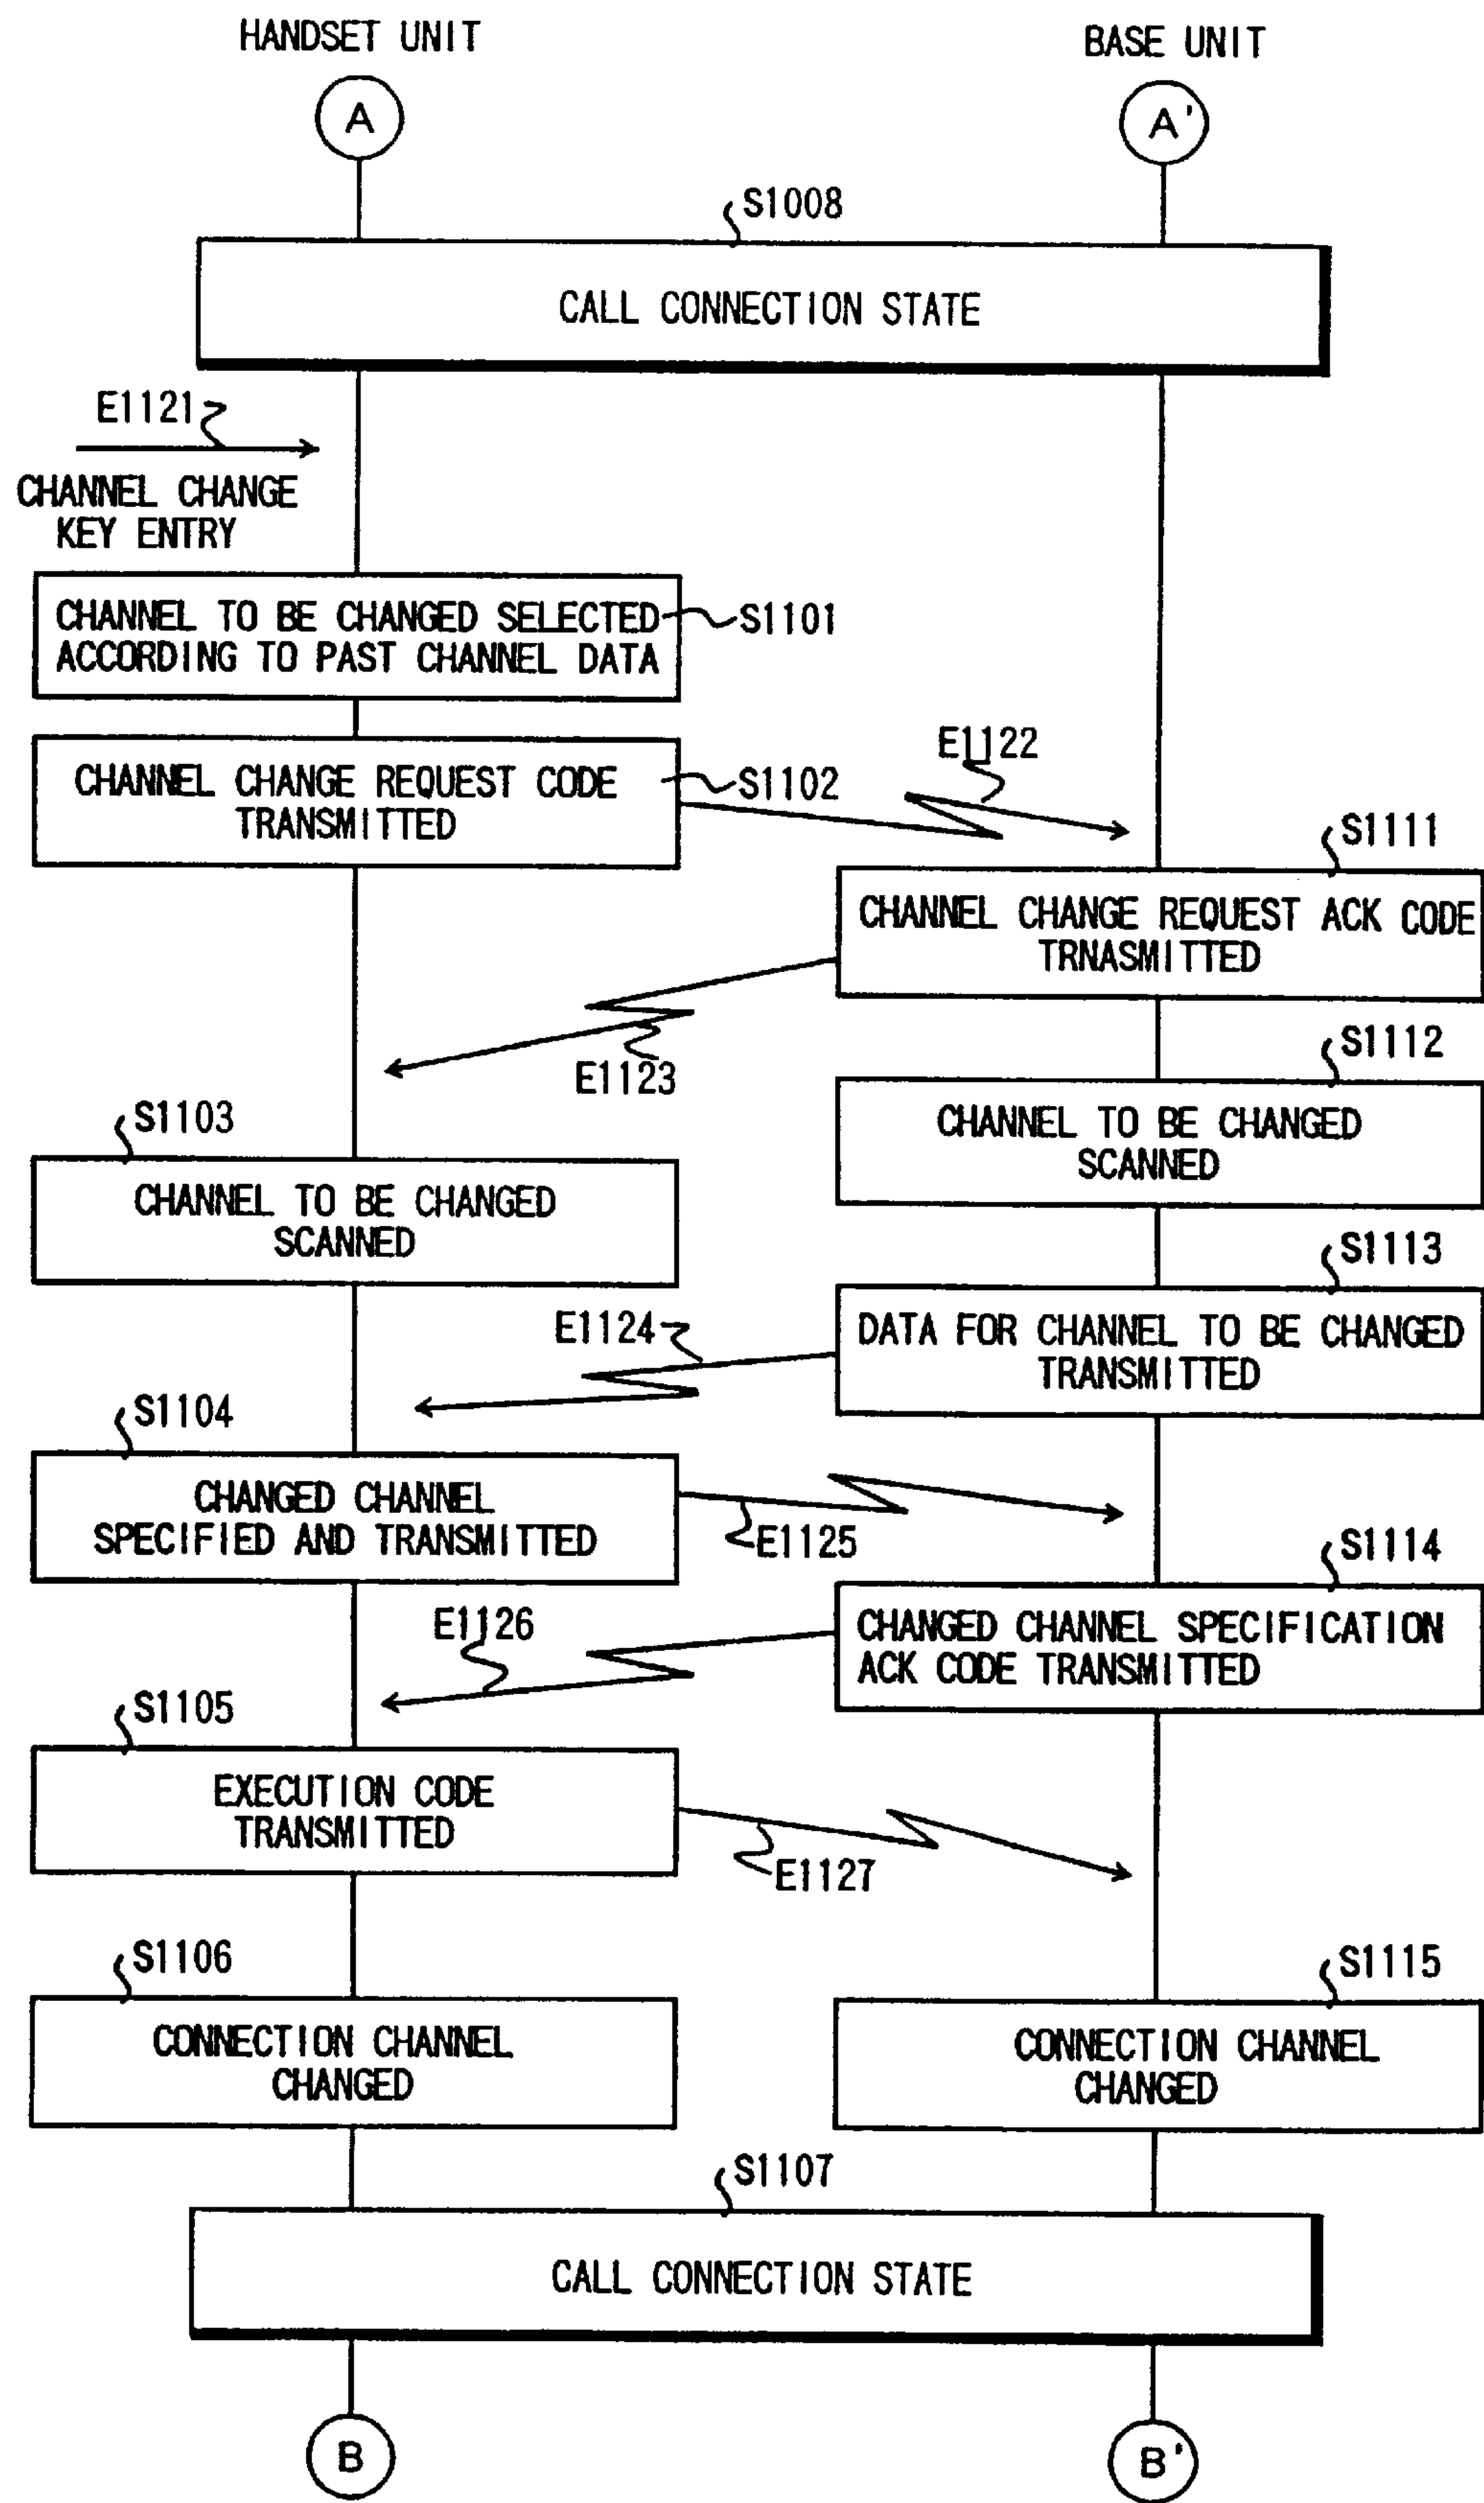 HANDSET UNIT
BASE UNIT
A
A'
S1008
CALL CONNECTION STATE
E1121
CHANNEL CHANGE
KEY ENTRY
CHANNEL TO BE CHANGED SELECTED
ACCORDING TO PAST CHANNEL DATA
S1101
CHANNEL CHANGE REQUEST CODE
TRANSMITTED
S1102
E1122
S1111
CHANNEL CHANGE REQUEST ACK CODE
TRNASMITTED
E1123
S1112
CHANNEL TO BE CHANGED
SCANNED
S1103
CHANNEL TO BE CHANGED
SCANNED
S1113
DATA FOR CHANNEL TO BE CHANGED
TRANSMITTED
E1124
S1104
CHANGED CHANNEL
SPECIFIED AND TRANSMITTED
E1125
S1114
CHANGED CHANNEL SPECIFICATION
ACK CODE TRANSMITTED
E1126
S1105
EXECUTION CODE
TRANSMITTED
E1127
S1106
CONNECTION CHANNEL
CHANGED
S1115
CONNECTION CHANNEL
CHANGED
S1107
CALL CONNECTION STATE
B
B'